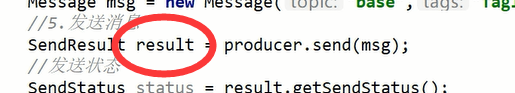 Message msg = new Message( topic: "base", tags: "Tag1
//5.发送消息
SendResult result = producer.send(msg);
//发送状态
SendStatus status = result.getSendStatus();